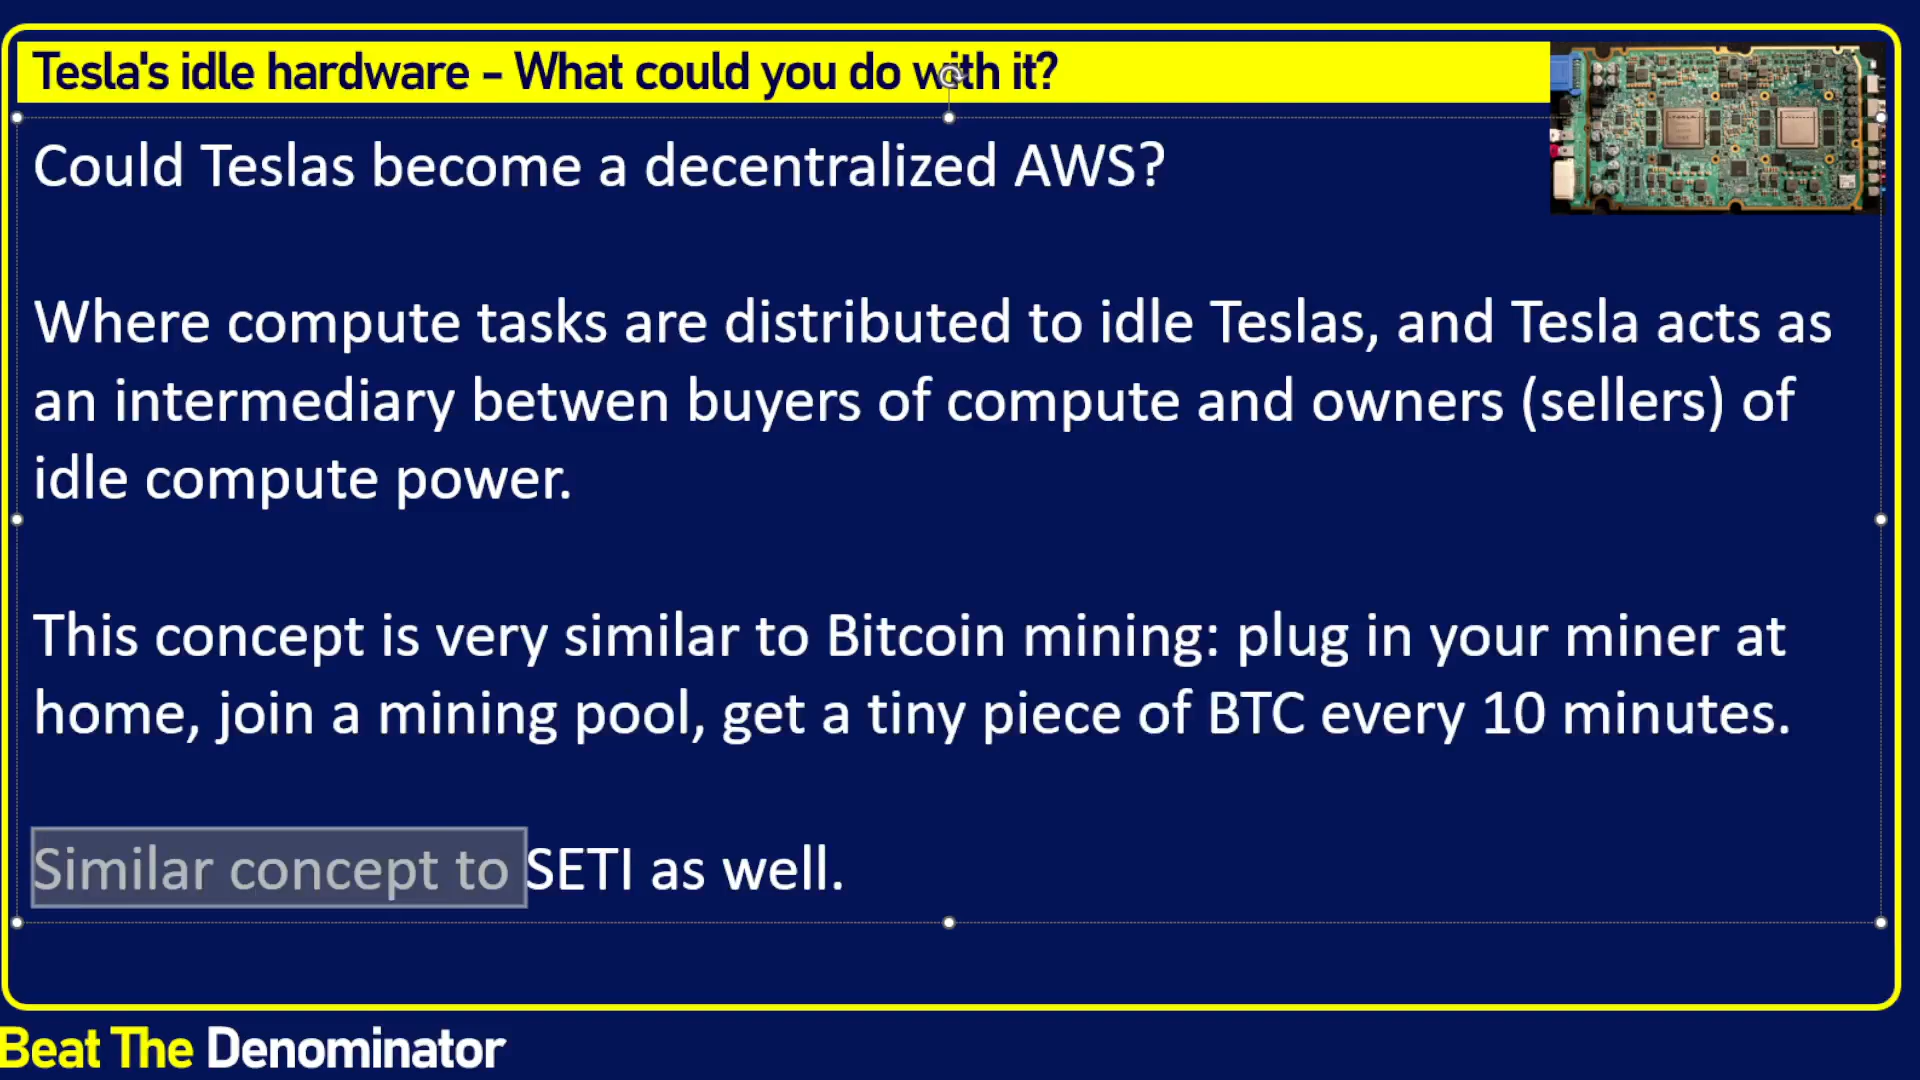 Tesla's idle hardware - What could you do with it?
Could Teslas become a decentralized AWS?
Where compute tasks are distributed to idle Teslas, and Tesla acts as
an intermediary betwen buyers of compute and owners (sellers) of
idle compute power.
This concept is very similar to Bitcoin mining: plug in your miner at
home, join a mining pool, get a tiny piece of BTC every 10 minutes.
Similar concept to SETI as well.
Beat The Denominator